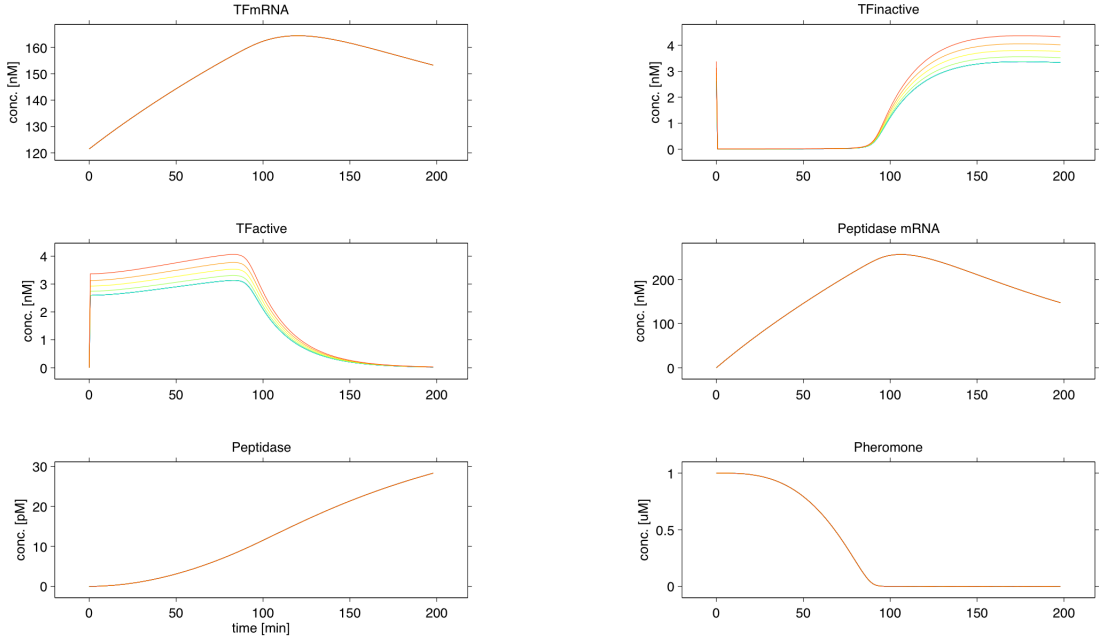 TFmRNA
conc. [nM]
160
150
140
130
120
0 50 100 150 200
TFinactive
conc. [nM]
4
3
2
1
0
0 50 100 150 200
TFactive
conc. [nM]
4
3
2
1
0
0 50 100 150 200
Peptidase mRNA
conc. [nM]
200
100
0
0 50 100 150 200
Peptidase
conc. [pM]
30
20
10
0
0 50 100 150 200
time [min]
Pheromone
conc. [uM]
1
0.5
0
0 50 100 150 200